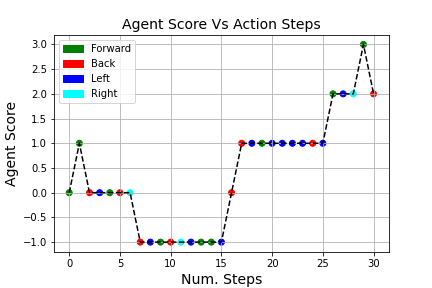 Agent Score Vs Action Steps
Agent Score
3.0
2.5
2.0
1.5
1.0
0.5
0.0
−0.5
−1.0
Forward
Back
Left
Right
0 5 10 15 20 25 30
Num. Steps